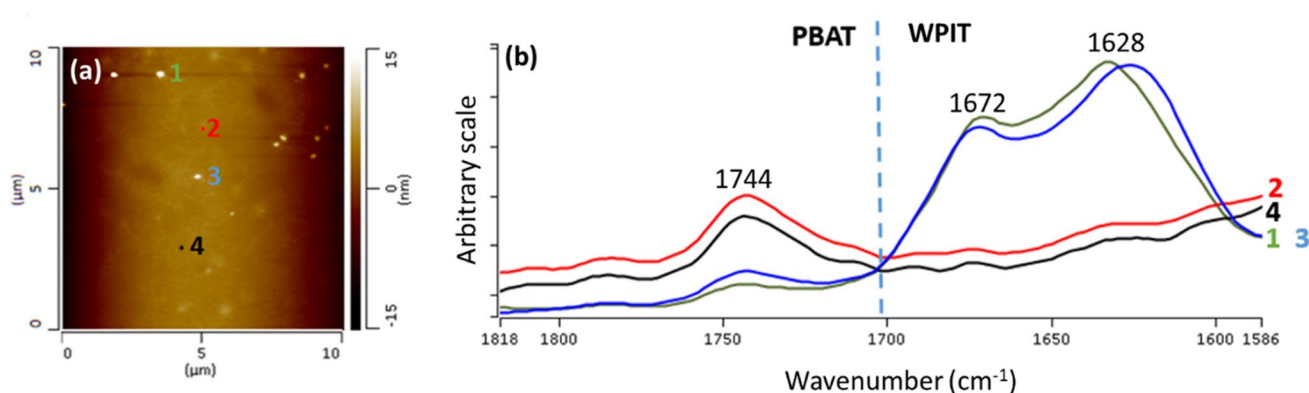 (a)
1
2
3
4
10
5
0
(µm)
0
5
10
(µm)
15
0
-15
(nm)
(b)
PBAT
WPIT
1744
1672
1628
2
4
1 3
Arbitrary scale
1818 1800 1750 1700 1650 1600 1586
Wavenumber (cm⁻¹)